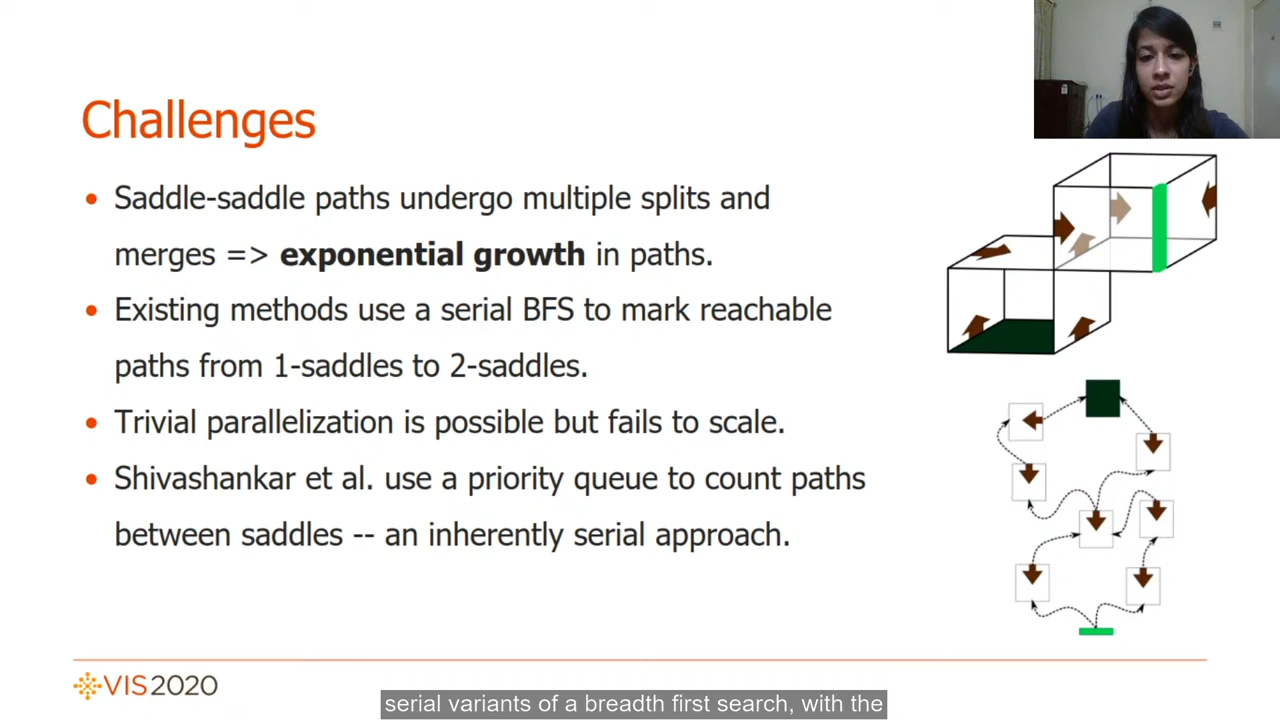 Challenges
• Saddle-saddle paths undergo multiple splits and
merges => exponential growth in paths.
• Existing methods use a serial BFS to mark reachable
paths from 1-saddles to 2-saddles.
• Trivial parallelization is possible but fails to scale.
• Shivashankar et al. use a priority queue to count paths
between saddles -- an inherently serial approach.
VIS2020
serial variants of a breadth first search, with the